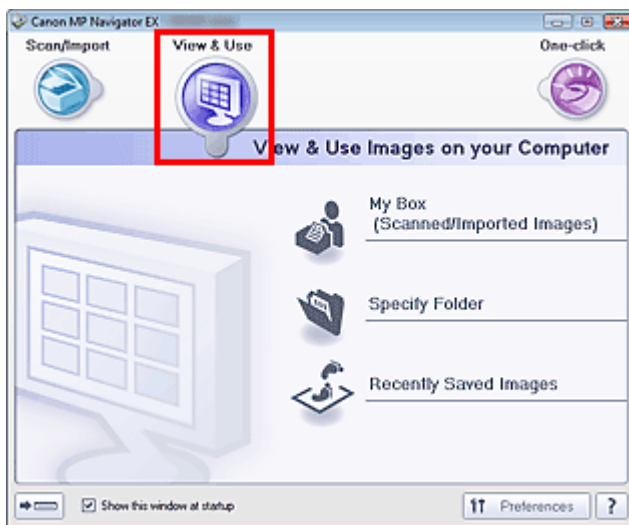 Canon MP Navigator EX
Scan/Import
View & Use
One-click
View & Use Images on your Computer
My Box
(Scanned/Imported Images)
Specify Folder
Recently Saved Images
Show this window at startup
Preferences
?